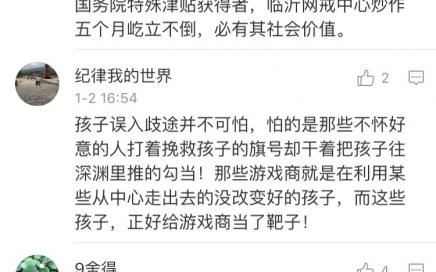 国务院特殊津贴获得者，临沂网戒中心炒作
五个月屹立不倒，必有其社会价值。
纪律我的世界
2
1-2 16:54
孩子误入歧途并不可怕，怕的是那些不怀好
意的人打着挽救孩子的旗号却干着把孩子往
深渊里推的勾当！那些游戏商就是在利用某
些从中心走出去的没改变好的孩子，而这些
孩子，正好给游戏商当了靶子！
9舍得
4